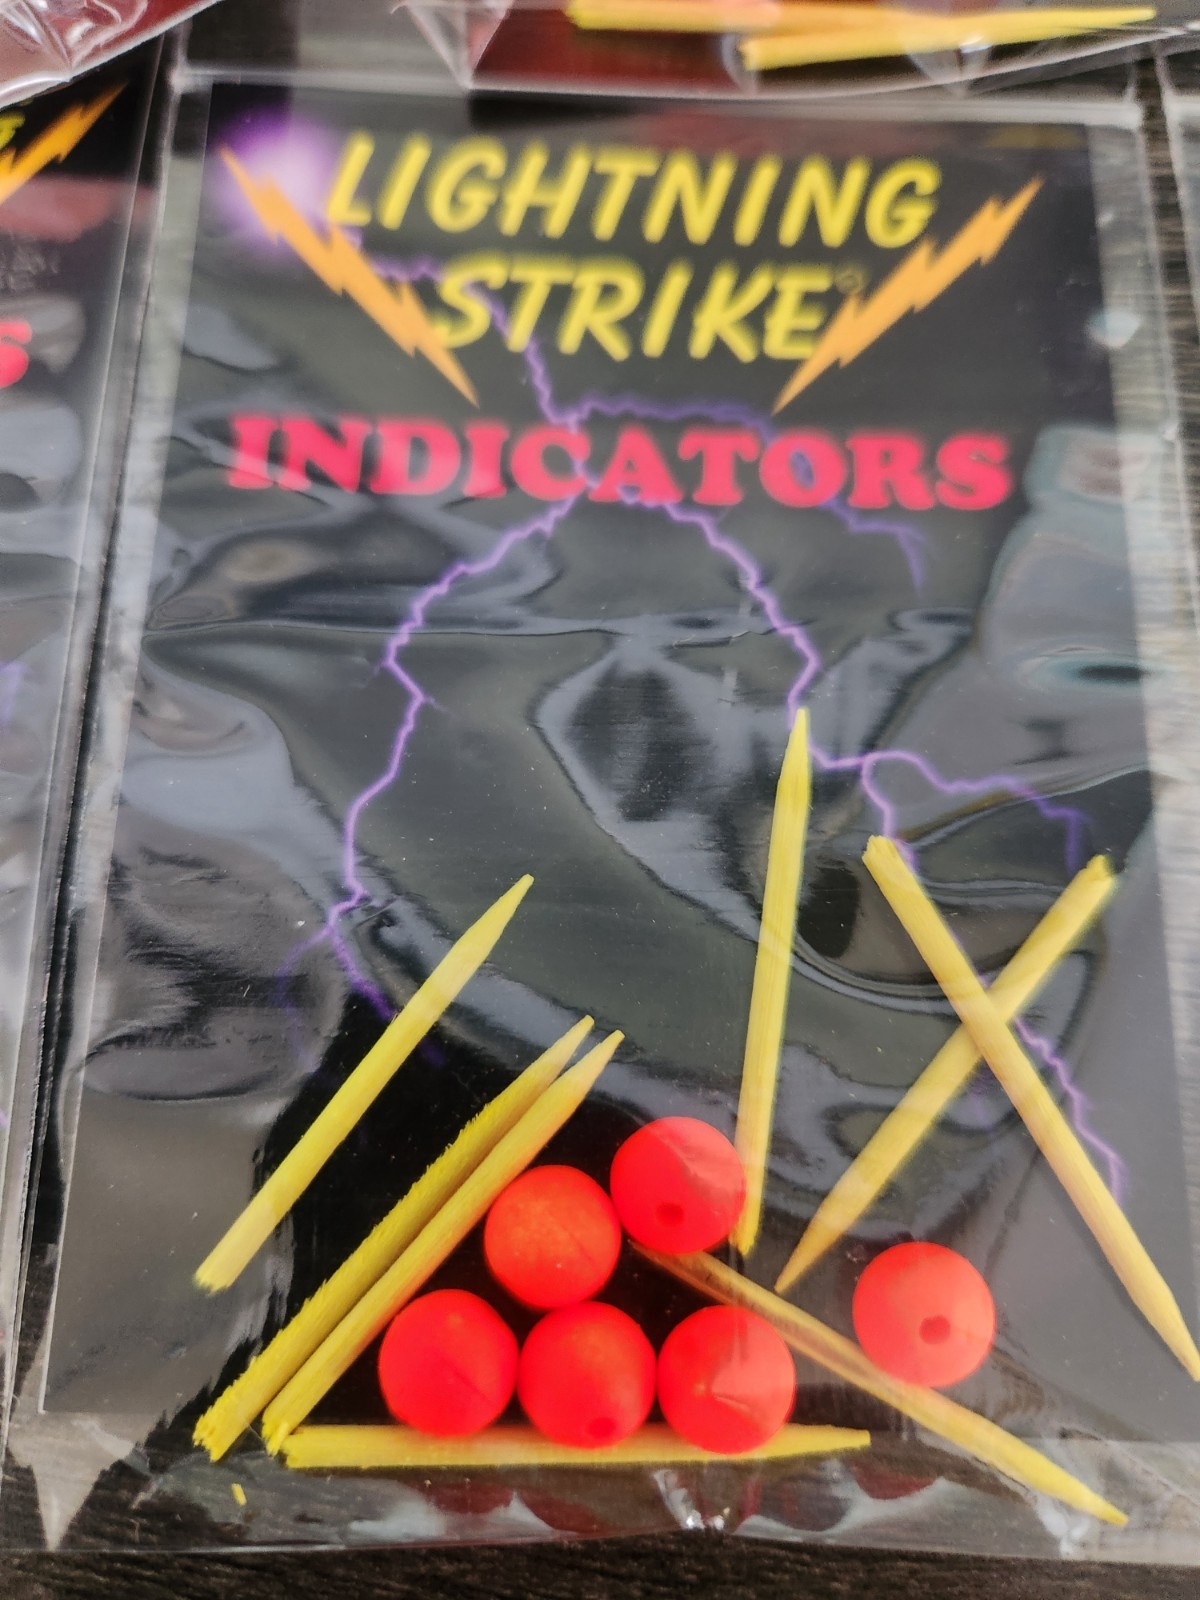 LIGHTNING
STRIKE®
INDICATORS
S